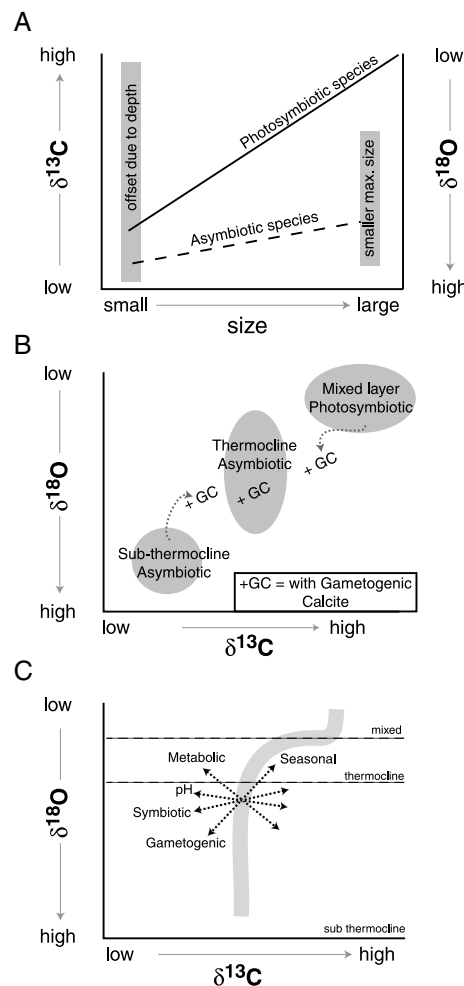 A
high
δ13C
low
offset due to depth
Photosymbiotic species
Asymbiotic species
smaller max. size
low
δ18O
high
small
large
size
B
low
δ18O
high
Mixed layer
Photosymbiotic
Thermocline
Asymbiotic
+ GC
+ GC
+ GC
Sub-thermocline
Asymbiotic
+GC = with Gametogenic
Calcite
low
high
δ13C
C
low
δ18O
high
mixed
Metabolic
Seasonal
thermocline
pH
Symbiotic
Gametogenic
sub thermocline
low
high
δ13C